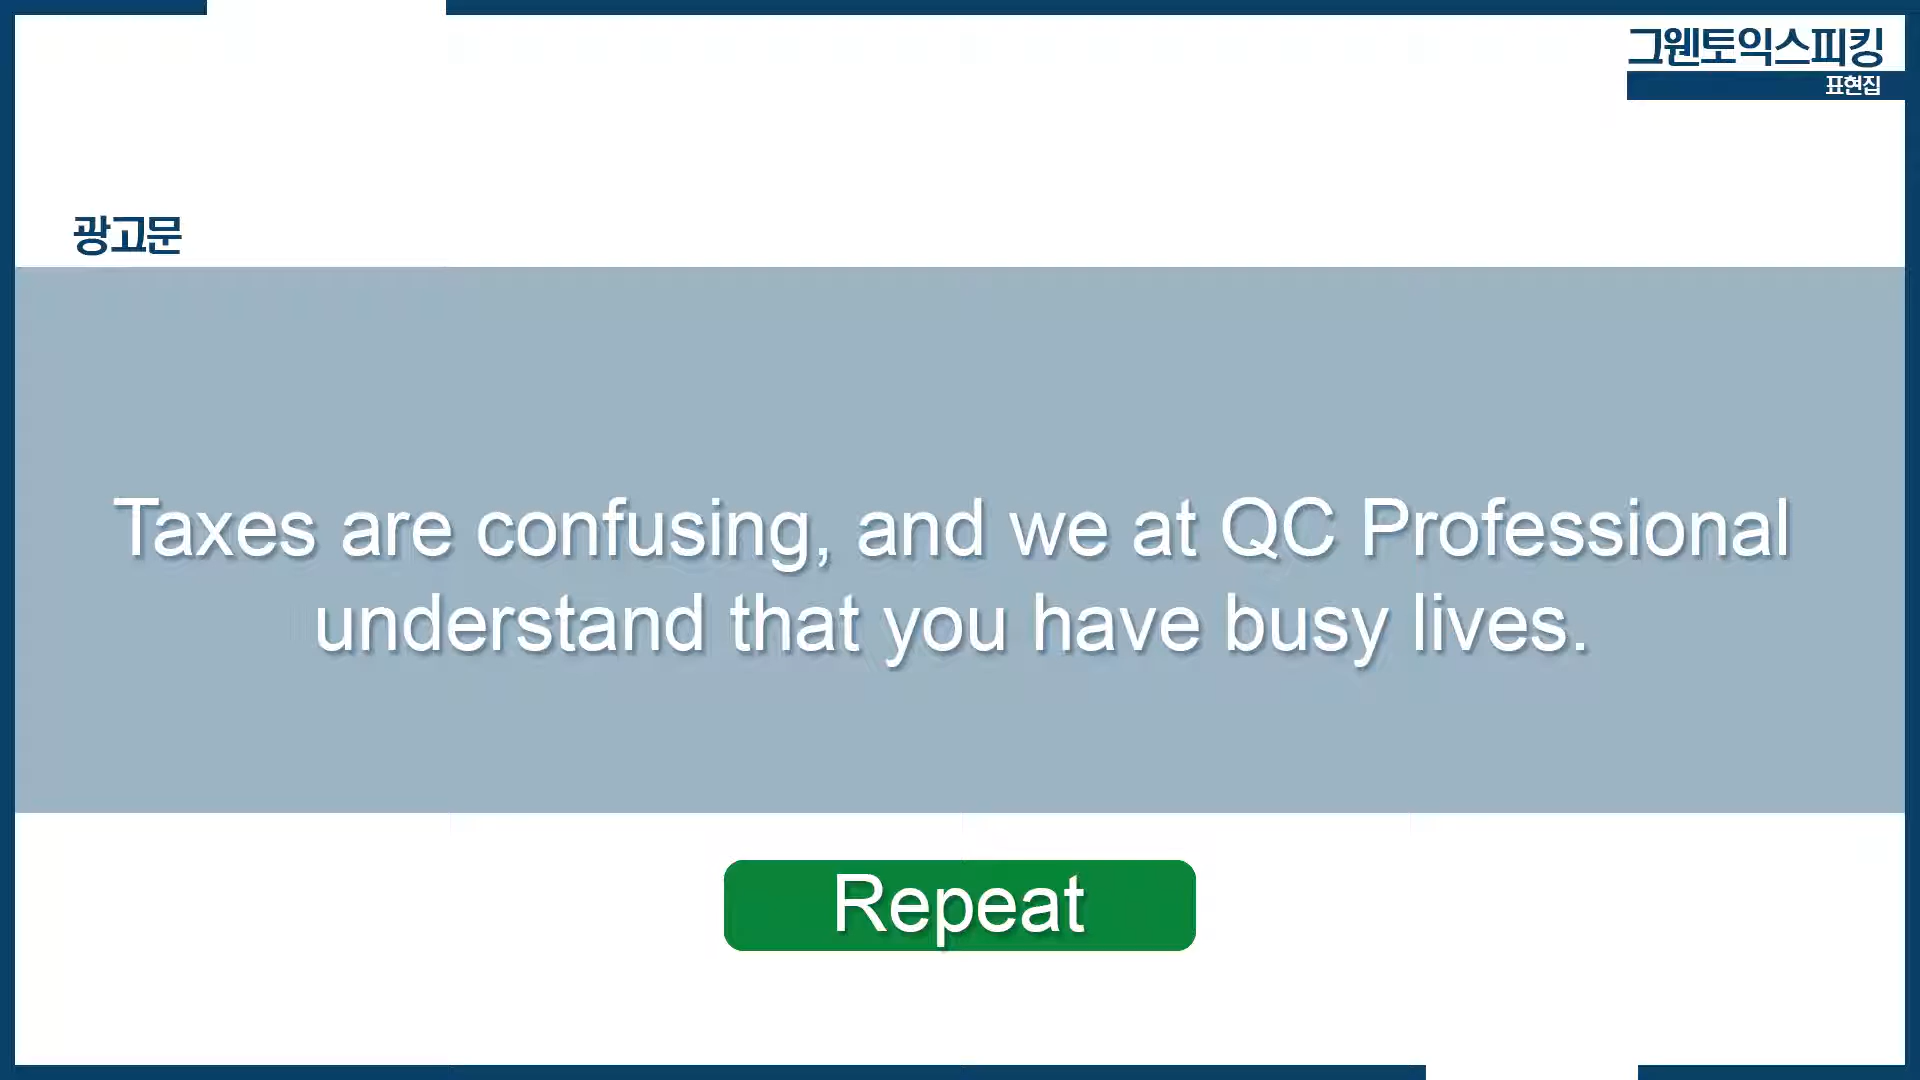 그웬토익스피킹
표현집
광고문
Taxes are confusing, and we at QC Professional
understand that you have busy lives.
Repeat